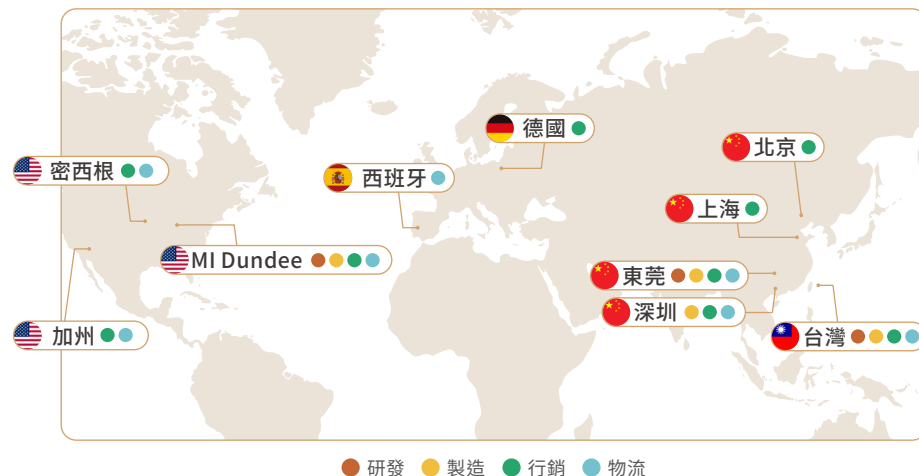 德國
北京
密西根
西班牙
上海
MI Dundee
東莞
深圳
加州
台灣
研發 製造 行銷 物流